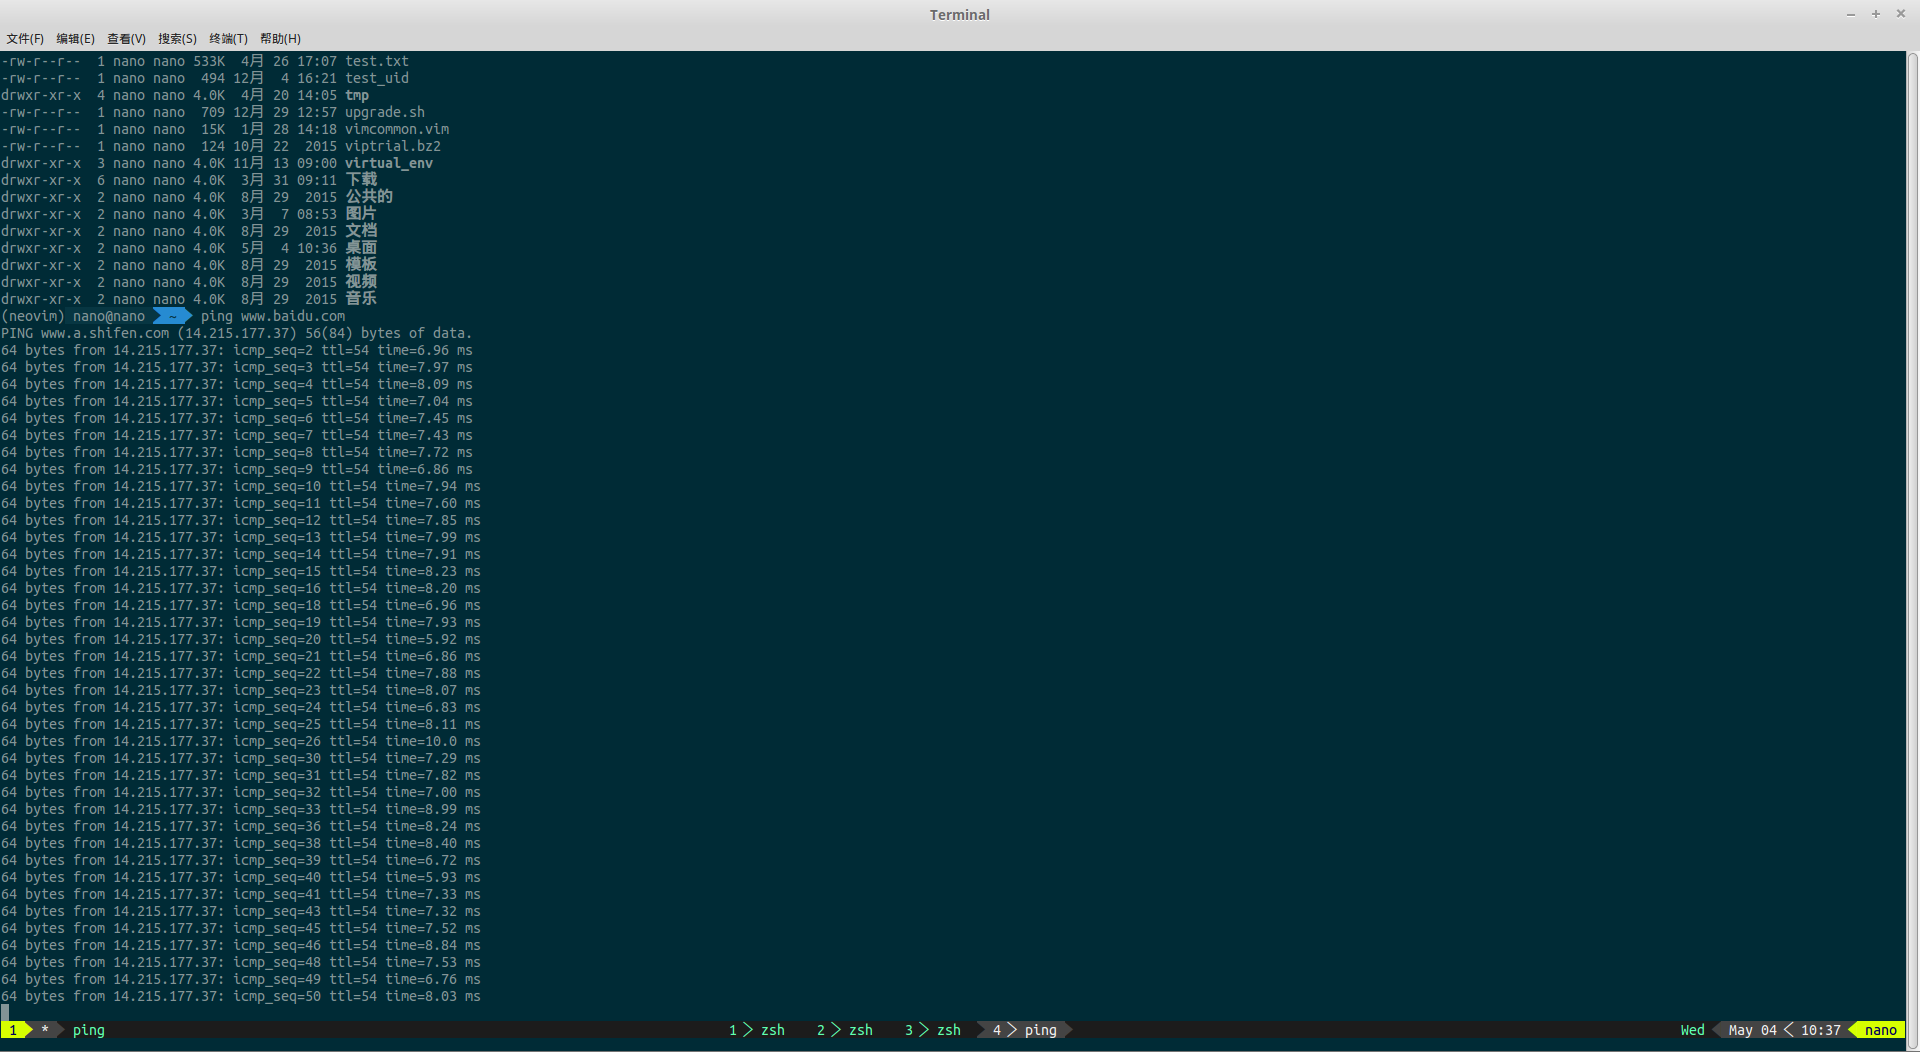 Terminal
文件(F) 编辑(E) 查看(V) 搜索(S) 终端(T) 帮助(H)
-rw-r--r--  1 nano nano 533K  4月 26 17:07 test.txt
-rw-r--r--  1 nano nano  494 12月  4 16:21 test_uid
drwxr-xr-x  4 nano nano 4.0K  4月 20 14:05 tmp
-rw-r--r--  1 nano nano  709 12月 29 12:57 upgrade.sh
-rw-r--r--  1 nano nano  15K  1月 28 14:18 vimcommon.vim
-rw-r--r--  1 nano nano  124 10月 22  2015 viptrial.bz2
drwxr-xr-x  3 nano nano 4.0K 11月 13 09:00 virtual_env
drwxr-xr-x  6 nano nano 4.0K  3月 31 09:11 下载
drwxr-xr-x  2 nano nano 4.0K  8月 29  2015 公共的
drwxr-xr-x  2 nano nano 4.0K  3月  7 08:53 图片
drwxr-xr-x  2 nano nano 4.0K  8月 29  2015 文档
drwxr-xr-x  2 nano nano 4.0K  5月  4 10:36 桌面
drwxr-xr-x  2 nano nano 4.0K  8月 29  2015 模板
drwxr-xr-x  2 nano nano 4.0K  8月 29  2015 视频
drwxr-xr-x  2 nano nano 4.0K  8月 29  2015 音乐
(neovim) nano@nano ~ ping www.baidu.com
PING www.a.shifen.com (14.215.177.37) 56(84) bytes of data.
64 bytes from 14.215.177.37: icmp_seq=2 ttl=54 time=6.96 ms
64 bytes from 14.215.177.37: icmp_seq=3 ttl=54 time=7.97 ms
64 bytes from 14.215.177.37: icmp_seq=4 ttl=54 time=8.09 ms
64 bytes from 14.215.177.37: icmp_seq=5 ttl=54 time=7.04 ms
64 bytes from 14.215.177.37: icmp_seq=6 ttl=54 time=7.45 ms
64 bytes from 14.215.177.37: icmp_seq=7 ttl=54 time=7.43 ms
64 bytes from 14.215.177.37: icmp_seq=8 ttl=54 time=7.72 ms
64 bytes from 14.215.177.37: icmp_seq=9 ttl=54 time=6.86 ms
64 bytes from 14.215.177.37: icmp_seq=10 ttl=54 time=7.94 ms
64 bytes from 14.215.177.37: icmp_seq=11 ttl=54 time=7.60 ms
64 bytes from 14.215.177.37: icmp_seq=12 ttl=54 time=7.85 ms
64 bytes from 14.215.177.37: icmp_seq=13 ttl=54 time=7.99 ms
64 bytes from 14.215.177.37: icmp_seq=14 ttl=54 time=7.91 ms
64 bytes from 14.215.177.37: icmp_seq=15 ttl=54 time=8.23 ms
64 bytes from 14.215.177.37: icmp_seq=16 ttl=54 time=8.20 ms
64 bytes from 14.215.177.37: icmp_seq=18 ttl=54 time=6.96 ms
64 bytes from 14.215.177.37: icmp_seq=19 ttl=54 time=7.93 ms
64 bytes from 14.215.177.37: icmp_seq=20 ttl=54 time=5.92 ms
64 bytes from 14.215.177.37: icmp_seq=21 ttl=54 time=6.86 ms
64 bytes from 14.215.177.37: icmp_seq=22 ttl=54 time=7.88 ms
64 bytes from 14.215.177.37: icmp_seq=23 ttl=54 time=8.07 ms
64 bytes from 14.215.177.37: icmp_seq=24 ttl=54 time=6.83 ms
64 bytes from 14.215.177.37: icmp_seq=25 ttl=54 time=8.11 ms
64 bytes from 14.215.177.37: icmp_seq=26 ttl=54 time=10.0 ms
64 bytes from 14.215.177.37: icmp_seq=30 ttl=54 time=7.29 ms
64 bytes from 14.215.177.37: icmp_seq=31 ttl=54 time=7.82 ms
64 bytes from 14.215.177.37: icmp_seq=32 ttl=54 time=7.00 ms
64 bytes from 14.215.177.37: icmp_seq=33 ttl=54 time=8.99 ms
64 bytes from 14.215.177.37: icmp_seq=36 ttl=54 time=8.24 ms
64 bytes from 14.215.177.37: icmp_seq=38 ttl=54 time=8.40 ms
64 bytes from 14.215.177.37: icmp_seq=39 ttl=54 time=6.72 ms
64 bytes from 14.215.177.37: icmp_seq=40 ttl=54 time=5.93 ms
64 bytes from 14.215.177.37: icmp_seq=41 ttl=54 time=7.33 ms
64 bytes from 14.215.177.37: icmp_seq=43 ttl=54 time=7.32 ms
64 bytes from 14.215.177.37: icmp_seq=45 ttl=54 time=7.52 ms
64 bytes from 14.215.177.37: icmp_seq=46 ttl=54 time=8.84 ms
64 bytes from 14.215.177.37: icmp_seq=48 ttl=54 time=7.53 ms
64 bytes from 14.215.177.37: icmp_seq=49 ttl=54 time=6.76 ms
64 bytes from 14.215.177.37: icmp_seq=50 ttl=54 time=8.03 ms
1 * ping 1 zsh 2 zsh 3 zsh 4 ping Wed May 04 10:37 nano